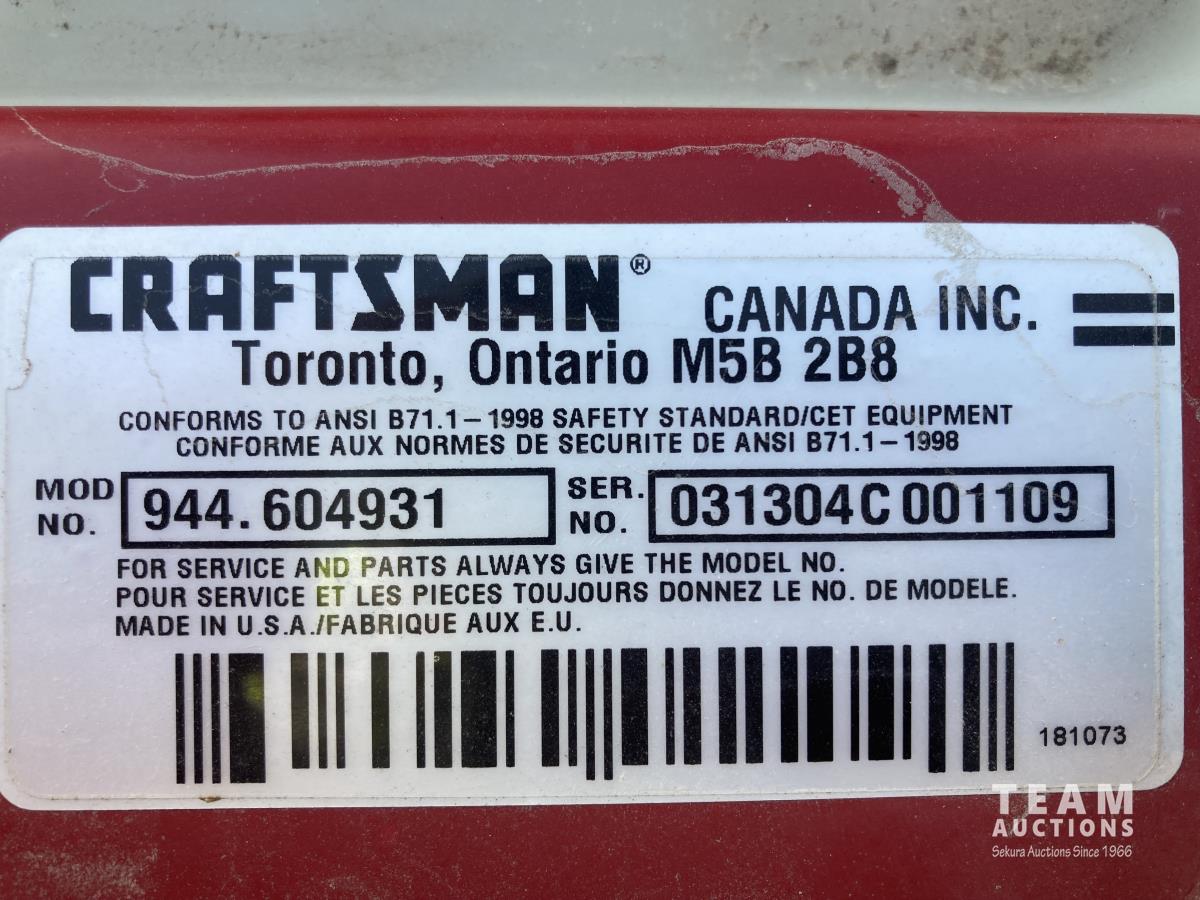 CRAFTSMAN® CANADA INC.
Toronto, Ontario M5B 2B8
CONFORMS TO ANSI B71.1-1998 SAFETY STANDARD/CET EQUIPMENT
CONFORME AUX NORMES DE SECURITE DE ANSI B71.1-1998
MOD NO. 944.604931 SER. NO. 031304C 001109
FOR SERVICE AND PARTS ALWAYS GIVE THE MODEL NO.
POUR SERVICE ET LES PIECES TOUJOURS DONNEZ LE NO. DE MODELE.
MADE IN U.S.A./FABRIQUE AUX E.U.
181073
TEAM
AUCTIONS
Sekura Auctions Since 1966